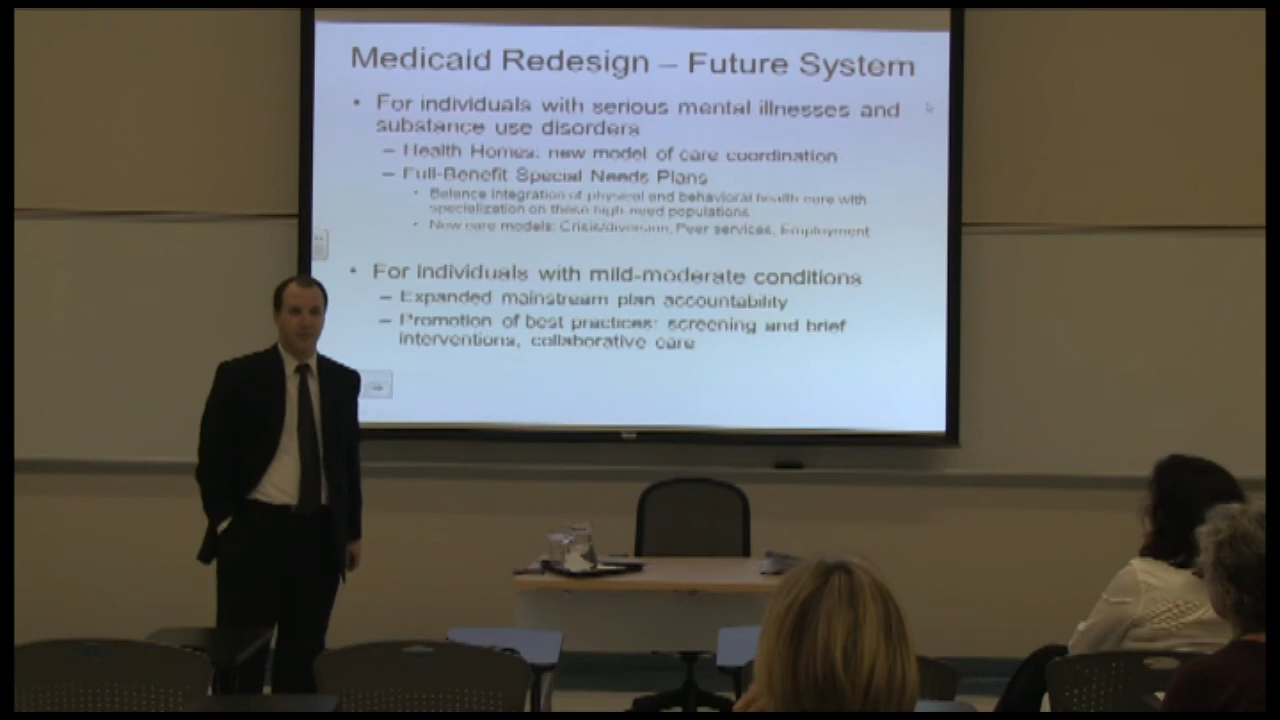 Medicaid Redesign – Future System
• For individuals with serious mental illnesses and
substance use disorders
– Health Homes: new model of care coordination
– Full-Benefit Special Needs Plans
• Balance integration of physical and behavioral health care with
specialization on these high-need populations
• New care models: Crisis/diversion, Peer services, Employment
• For individuals with mild-moderate conditions
– Expanded mainstream plan accountability
– Promotion of best practices: screening and brief
interventions, collaborative care